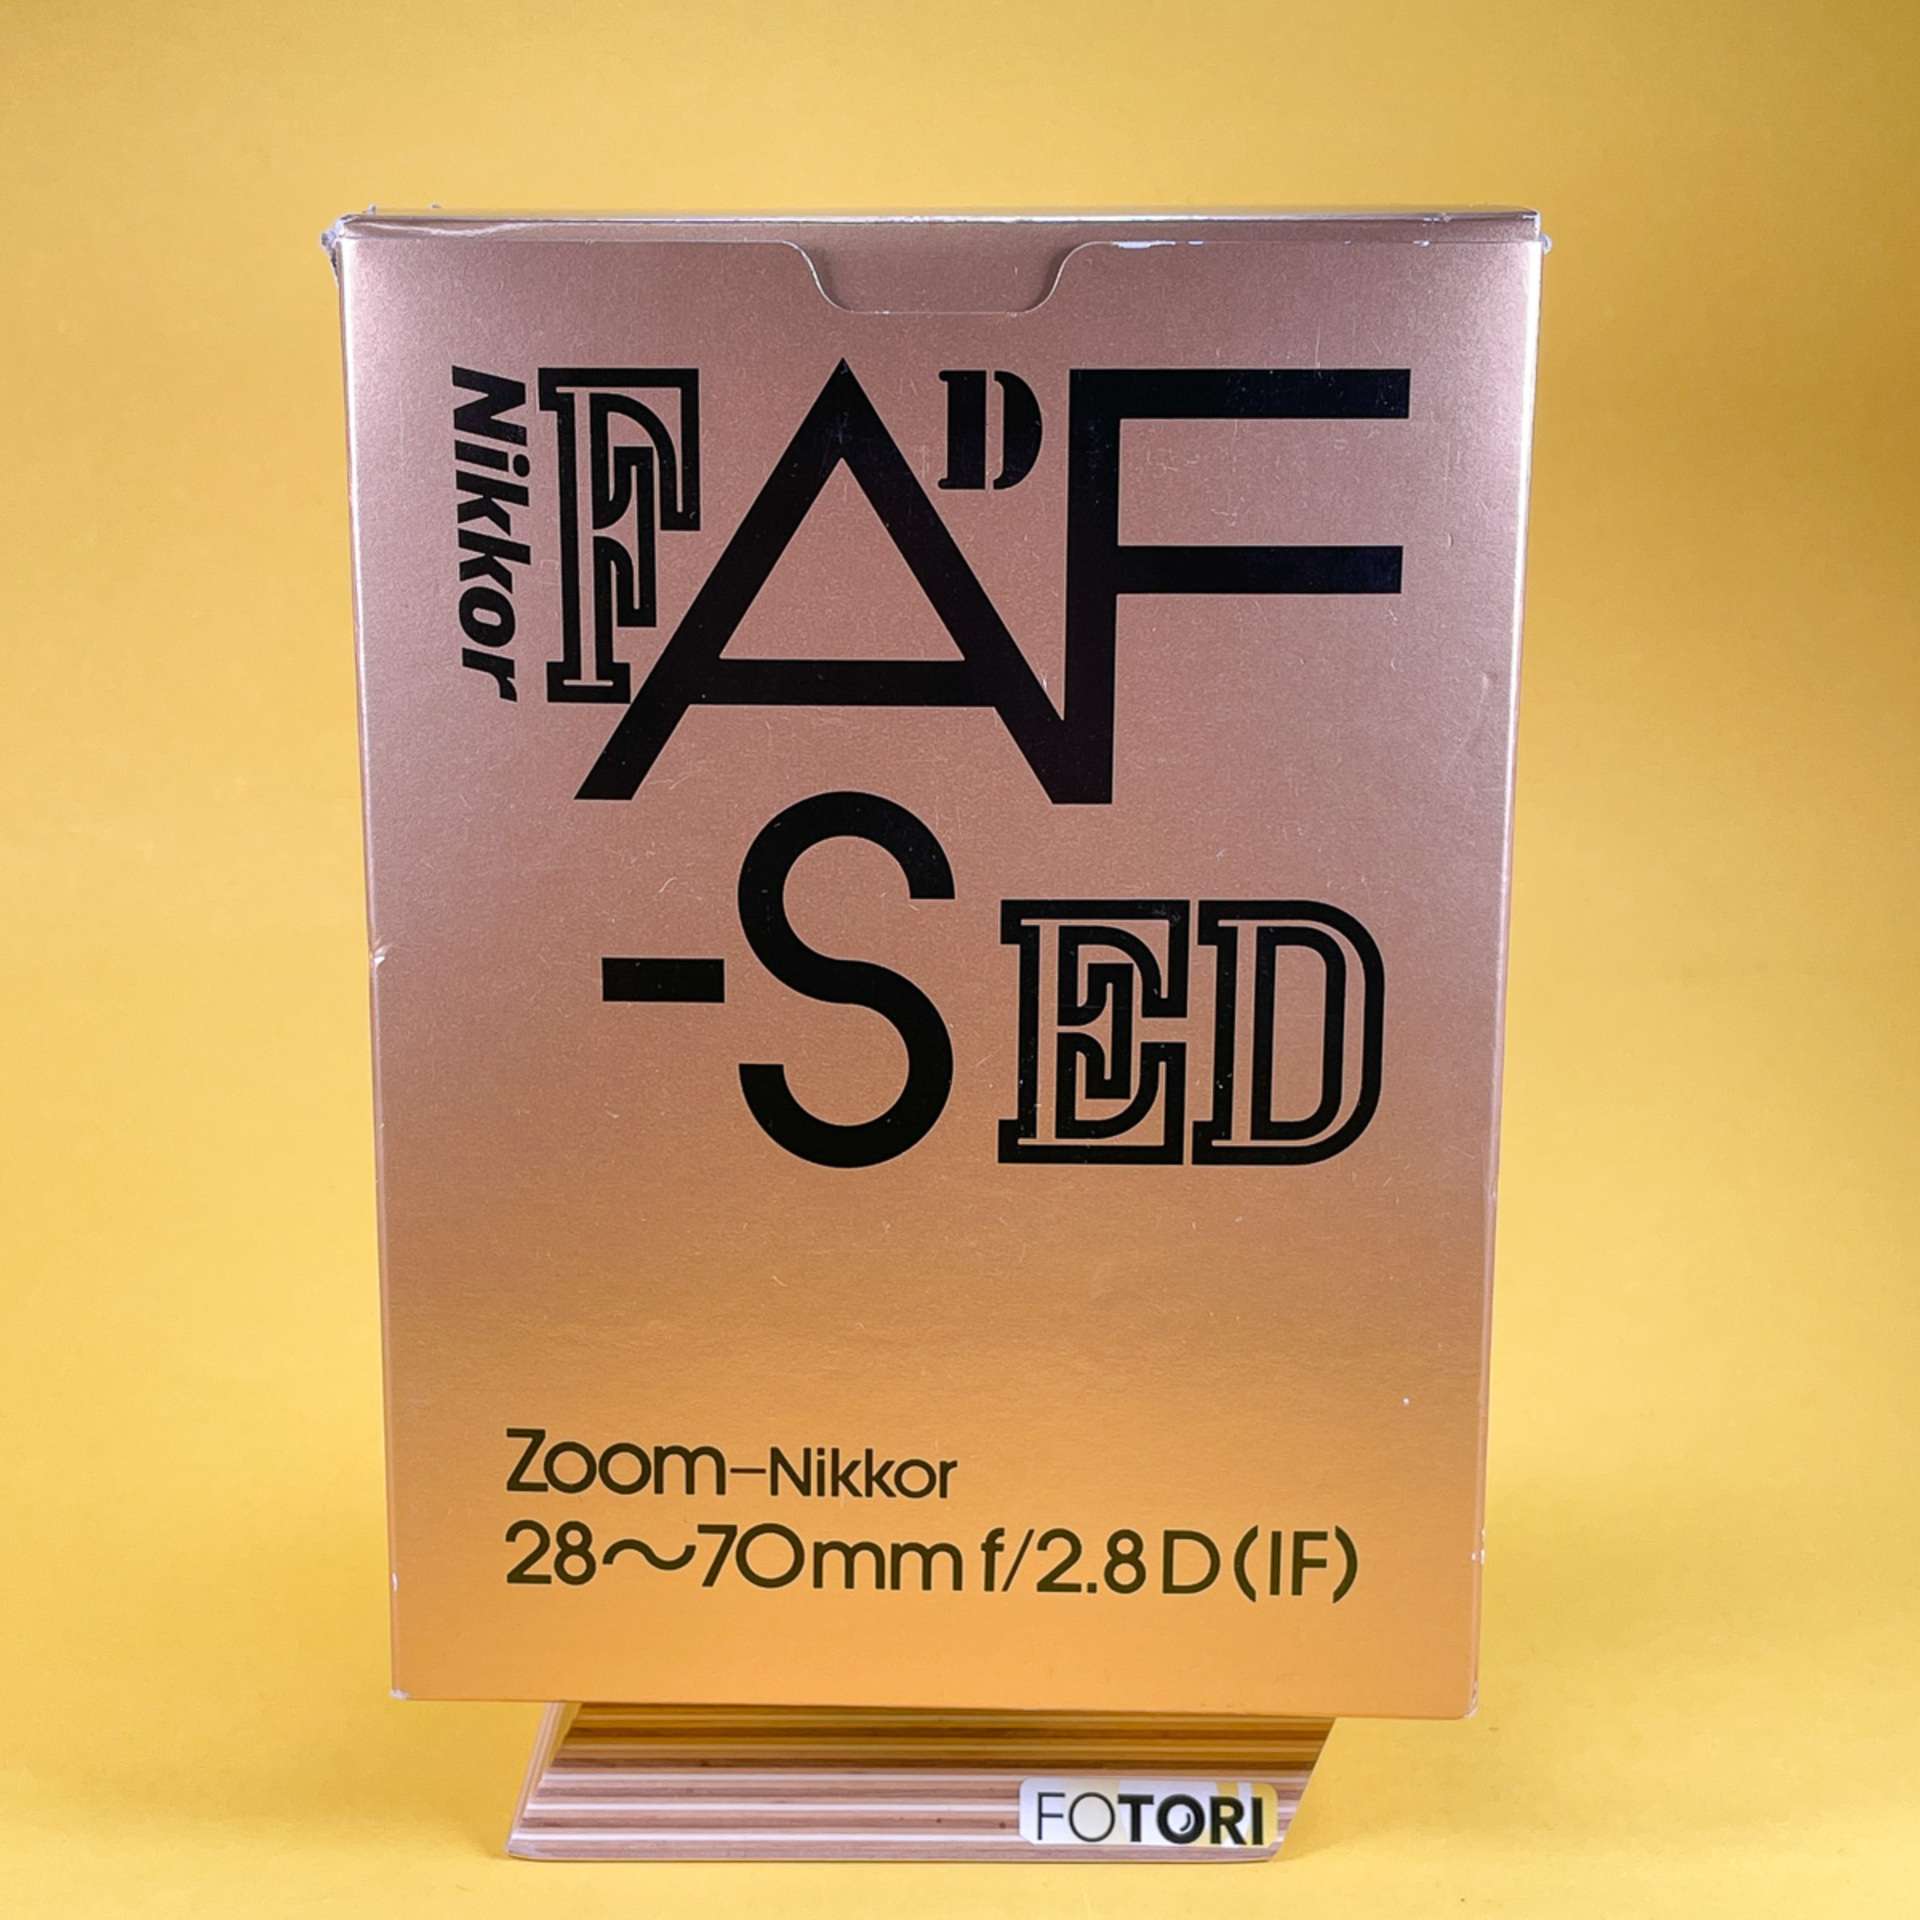 Nikkor
F AF D
-S ED
Zoom-Nikkor
28~70mm f/2.8D(IF)
FOTORI